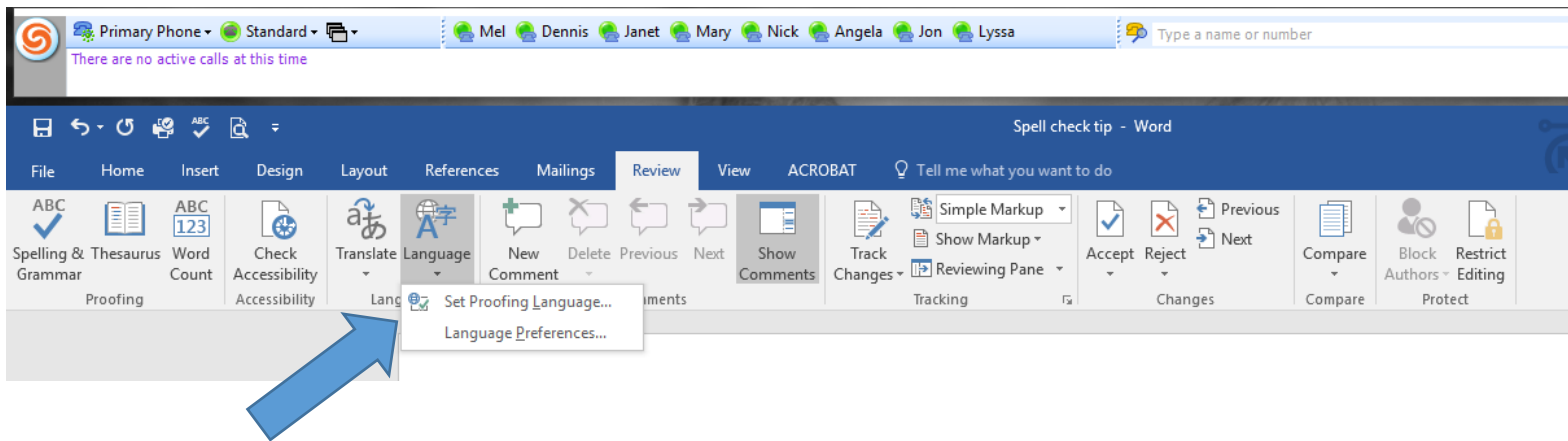 Primary Phone Standard Mel Dennis Janet Mary Nick Angela Jon Lyssa Type a name or number
There are no active calls at this time
ABC Spell check tip - Word
File Home Insert Design Layout References Mailings Review View ACROBAT Tell me what you want to do
ABC ABC Simple Markup Previous
123 Show Markup Next
Spelling & Thesaurus Word Check Translate Language New Delete Previous Next Show Track Reviewing Pane Accept Reject Compare Block Restrict
Grammar Count Accessibility Comment Comments Changes Authors Editing
Proofing Accessibility Lang ments Tracking Changes Compare Protect
Set Proofing Language...
Language Preferences...